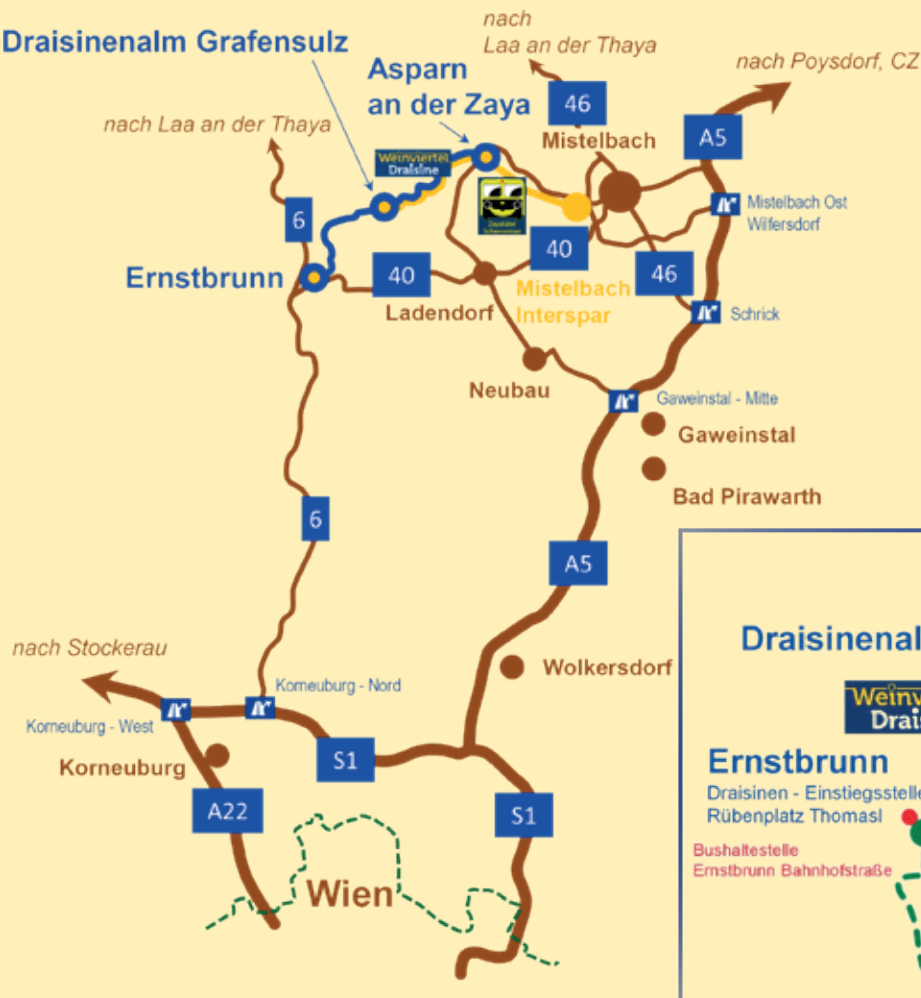 nach
Laa an der Thaya
Draisinenalm Grafensulz
nach Poysdorf, CZ
Asparn
an der Zaya
46
nach Laa an der Thaya
Mistelbach
A5
Weinviertel
Draisine
6
Mistelbach Ost
Wilfersdorf
Ernstbrunn
40
40
46
Mistelbach
Interspar
Ladendorf
Schrick
Neubau
Gaweinstal - Mitte
Gaweinstal
Bad Pirawarth
6
A5
nach Stockerau
Wolkersdorf
Korneuburg - Nord
Korneuburg - West
Korneuburg
S1
A22
S1
Wien
Draisinenal
Weinv
Drais
Ernstbrunn
Draisinen - Einstiegsstelle
Rübenplatz Thomasl
Bushaltestelle
Ernstbrunn Bahnhofstraße